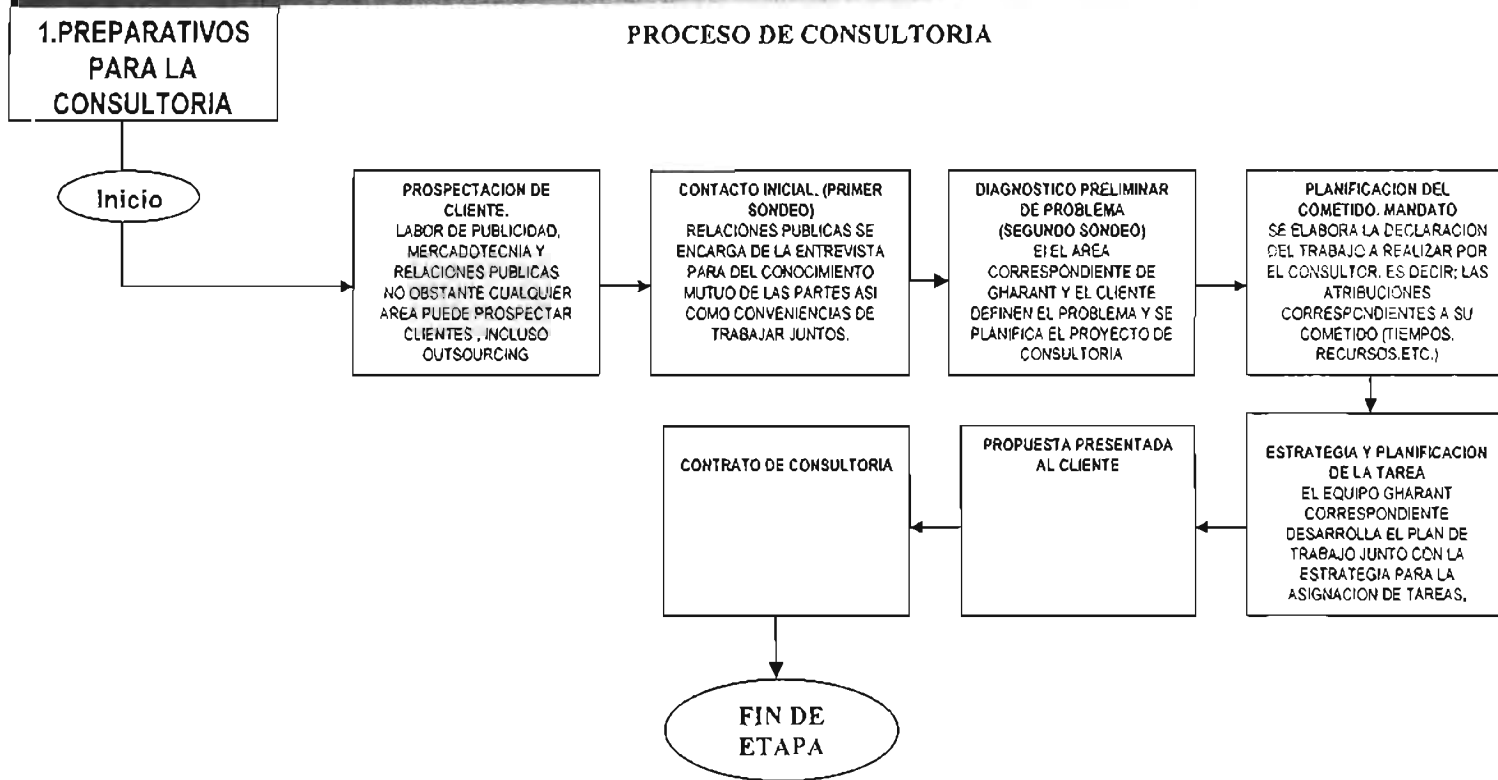 1.PREPARATIVOS
PARA LA
CONSULTORIA
PROCESO DE CONSULTORIA
Inicio
PROSPECTACION DE
CLIENTE.
LABOR DE PUBLICIDAD,
MERCADOTECNIA Y
RELACIONES PUBLICAS
NO OBSTANTE CUALQUIER
AREA PUEDE PROSPECTAR
CLIENTES , INCLUSO
OUTSOURCING
CONTACTO INICIAL. (PRIMER
SONDEO)
RELACIONES PUBLICAS SE
ENCARGA DE LA ENTREVISTA
PARA DEL CONOCIMIENTO
MUTUO DE LAS PARTES ASI
COMO CONVENIENCIAS DE
TRABAJAR JUNTOS.
DIAGNOSTICO PRELIMINAR
DE PROBLEMA
(SEGUNDO SONDEO)
El EL AREA
CORRESPONDIENTE DE
GHARANT Y EL CLIENTE
DEFINEN EL PROBLEMA Y SE
PLANIFICA EL PROYECTO DE
CONSULTORIA
PLANIFICACION DEL
COMETIDO. MANDATO
SE ELABORA LA DECLARACION
DEL TRABAJO A REALIZAR POR
EL CONSULTOR, ES DECIR; LAS
ATRIBUCIONES
CORRESPONDIENTES A SU
COMETIDO (TIEMPOS,
RECURSOS.ETC.)
CONTRATO DE CONSULTORIA
PROPUESTA PRESENTADA
AL CLIENTE
ESTRATEGIA Y PLANIFICACION
DE LA TAREA
EL EQUIPO GHARANT
CORRESPONDIENTE
DESARROLLA EL PLAN DE
TRABAJO JUNTO CON LA
ESTRATEGIA PARA LA
ASIGNACION DE TAREAS.
FIN DE
ETAPA